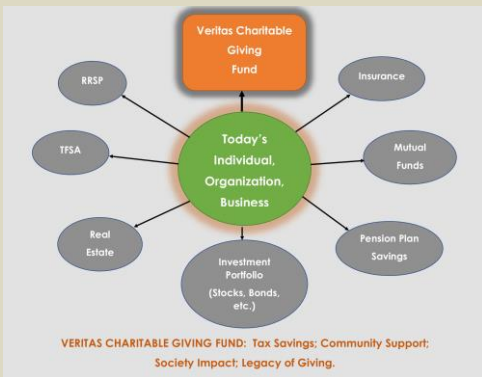 Veritas Charitable
Giving
Fund
RRSP
Insurance
TFSA
Today's
Individual,
Organization,
Business
Mutual
Funds
Real
Estate
Investment
Portfolio
(Stocks, Bonds,
etc.)
Pension Plan
Savings
VERITAS CHARITABLE GIVING FUND: Tax Savings; Community Support;
Society Impact; Legacy of Giving.